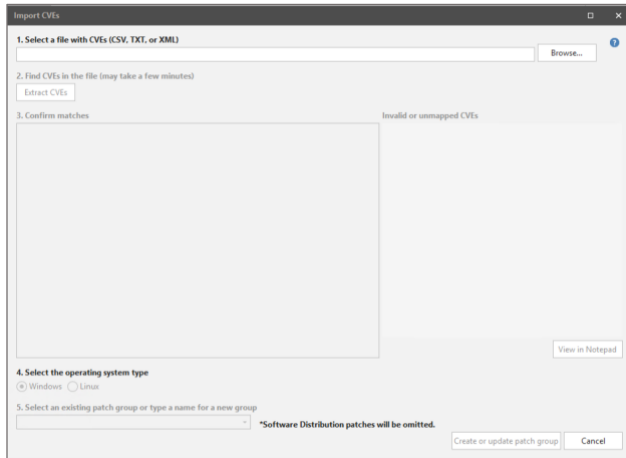 Import CVEs
1. Select a file with CVEs (CSV, TXT, or XML)
Browse...
2. Find CVEs in the file (may take a few minutes)
Extract CVEs
3. Confirm matches
Invalid or unmapped CVEs
View in Notepad
4. Select the operating system type
Windows Linux
5. Select an existing patch group or type a name for a new group
*Software Distribution patches will be omitted.
Create or update patch group Cancel